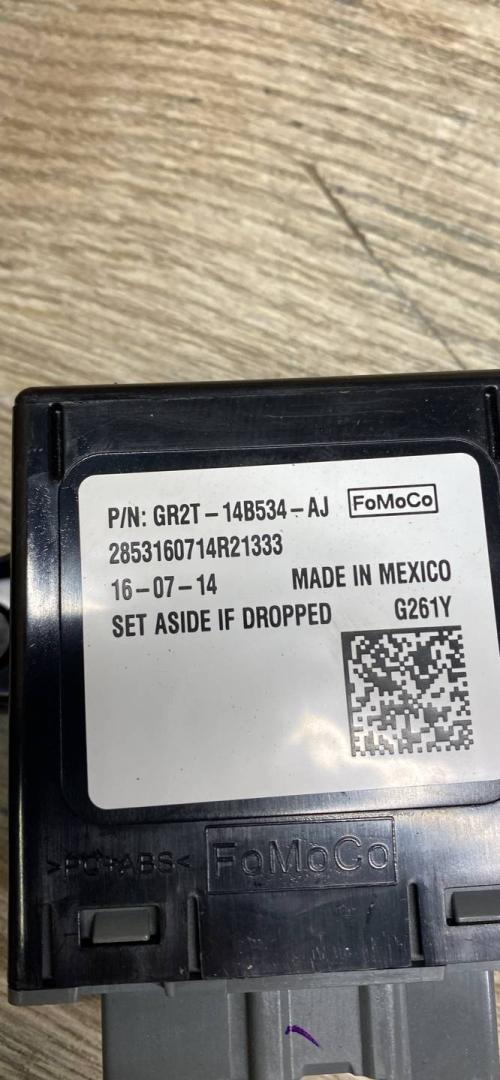 P/N: GR2T-14B534-AJ FoMoCo
2853160714R21333
16-07-14 MADE IN MEXICO
SET ASIDE IF DROPPED G261Y
>PC+ABS< FoMoCo